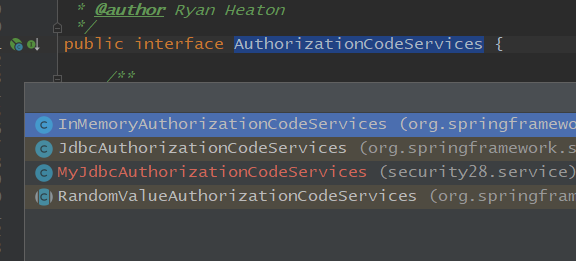 * @author Ryan Heaton
*/
public interface AuthorizationCodeServices {
/**
InMemoryAuthorizationCodeServices (org.springframewo
JdbcAuthorizationCodeServices (org.springframework.s
MyJdbcAuthorizationCodeServices (security28.service)
RandomValueAuthorizationCodeServices (org.springfram